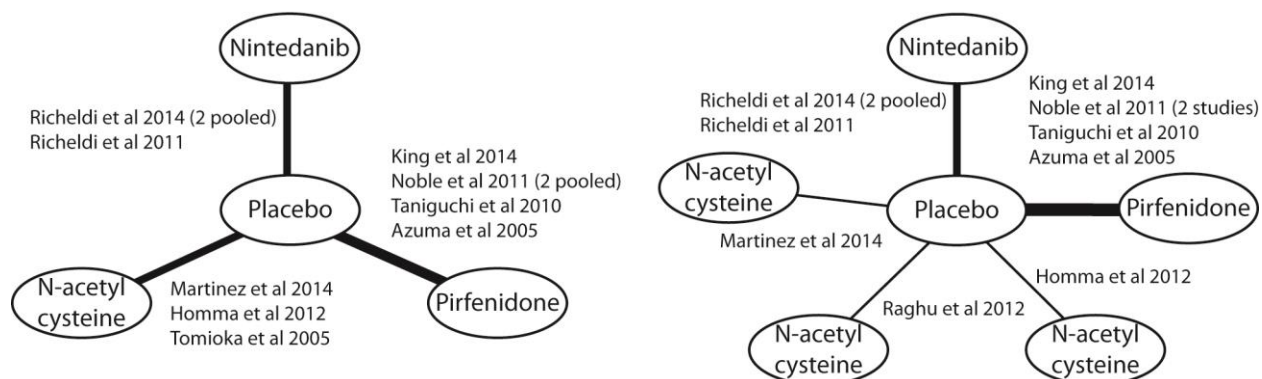 Nintedanib
Richeldi et al 2014 (2 pooled)
Richeldi et al 2011
King et al 2014
Noble et al 2011 (2 pooled)
Taniguchi et al 2010
Azuma et al 2005
Placebo
N-acetyl
cysteine
Martinez et al 2014
Homma et al 2012
Tomioka et al 2005
Pirfenidone
Nintedanib
Richeldi et al 2014 (2 pooled)
Richeldi et al 2011
King et al 2014
Noble et al 2011 (2 studies)
Taniguchi et al 2010
Azuma et al 2005
N-acetyl
cysteine
Placebo
Pirfenidone
Martinez et al 2014
Homma et al 2012
Raghu et al 2012
N-acetyl
cysteine
N-acetyl
cysteine